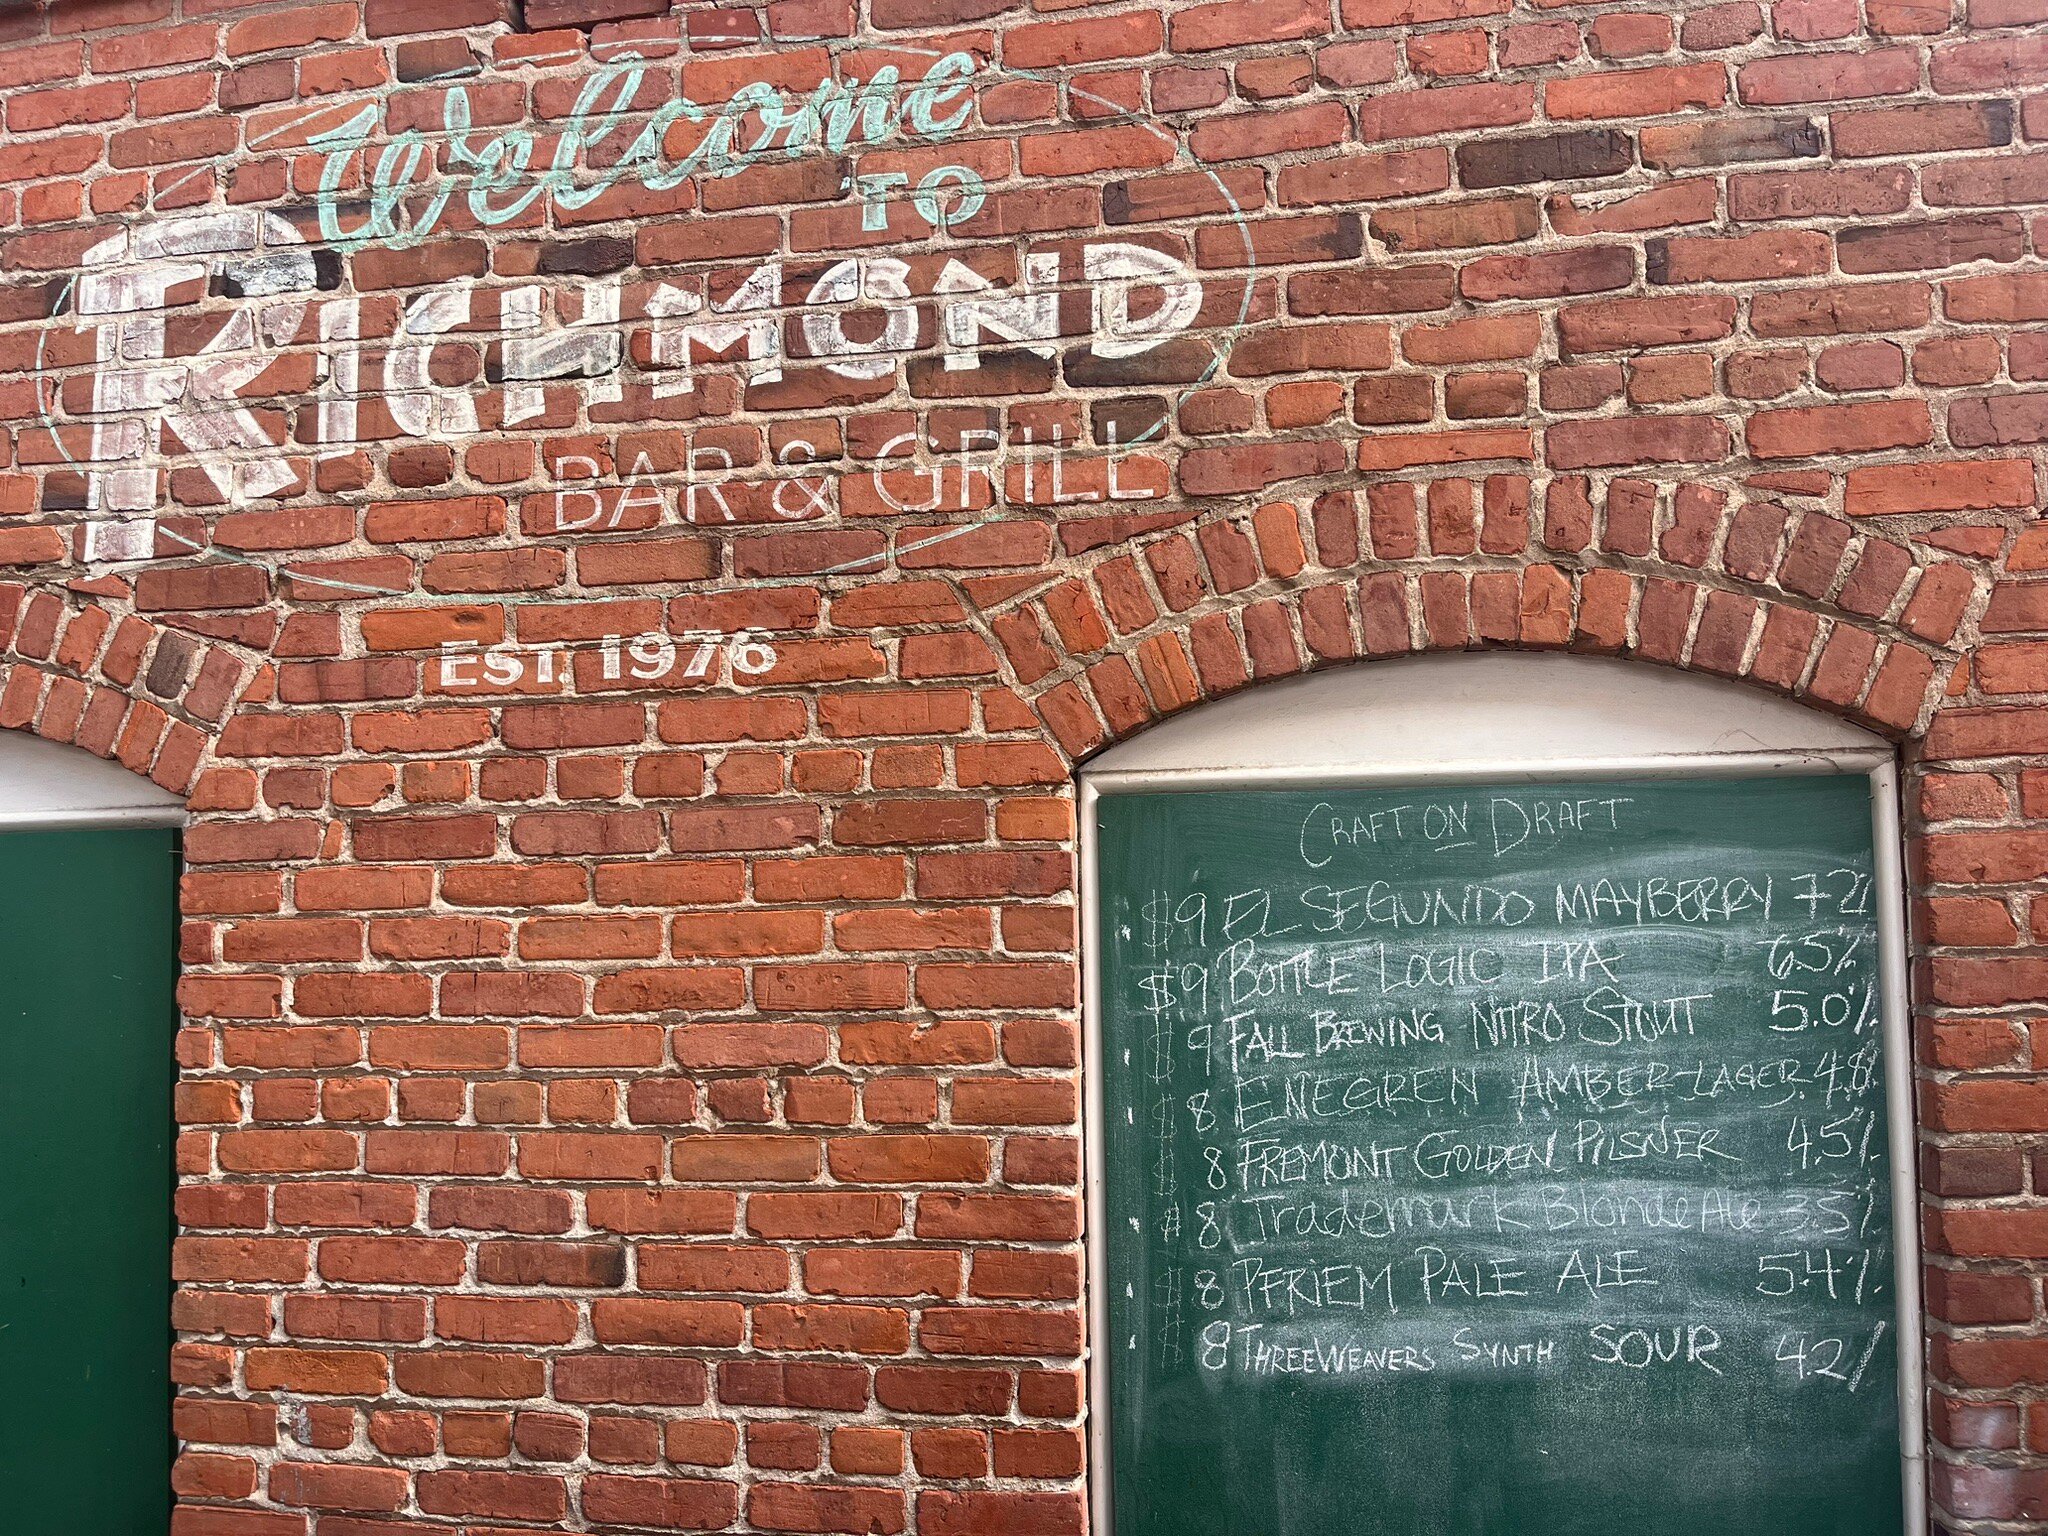 Welcome
TO
RICHMOND
BAR & GRILL
EST. 1976
CRAFT ON DRAFT
$9 EL SEGUNDO MAYBERRY 7.2%
$9 BOTTLE LOGIC IPA 6.5%
$9 FALL BREWING NITRO STOUT 5.0%
$8 ENEGREN AMBER-LAGER 4.8%
$8 FREMONT GOLDEN PILSNER 4.5%
$8 Trademark Blonde Ale 3.5%
$8 PERIEM PALE ALE 5.4%
$8 THREEWEAVERS SYNTH SOUR 4.2%